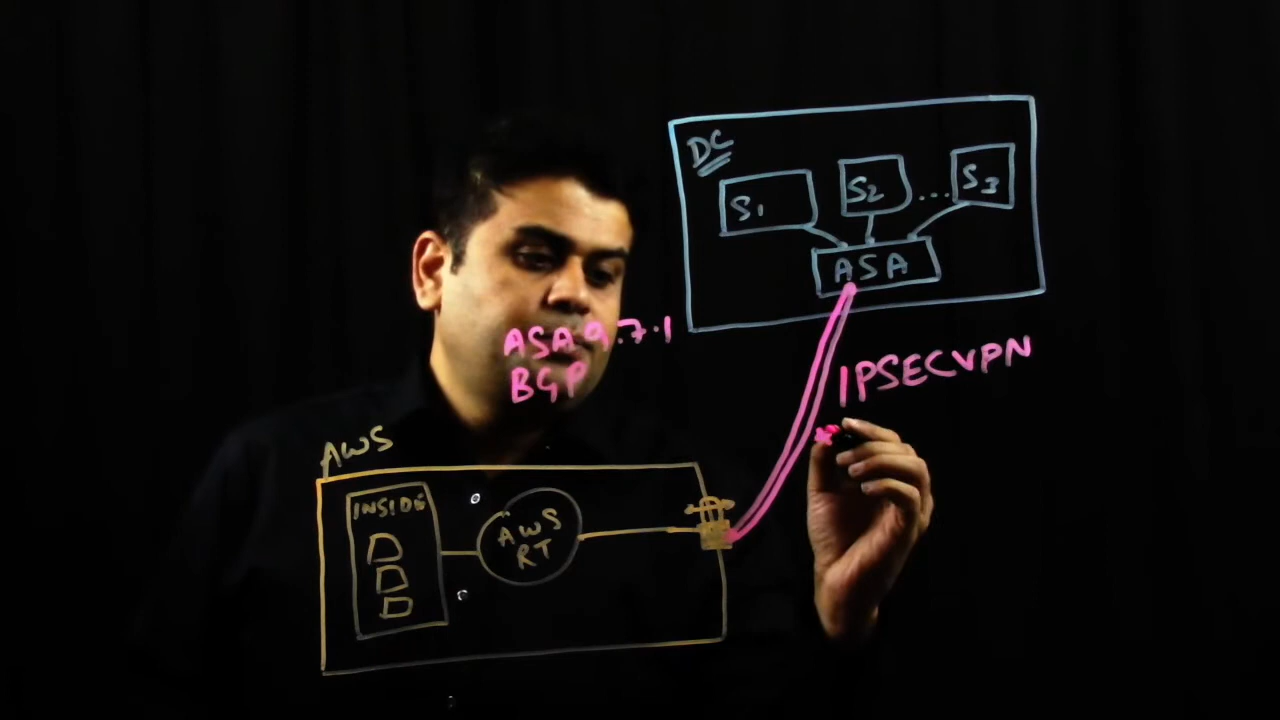 DC
S1
S2
...
S3
ASA
ASA 9.7.1
BGP
IPSECVPN
AWS
INSIDE
AWS
RT